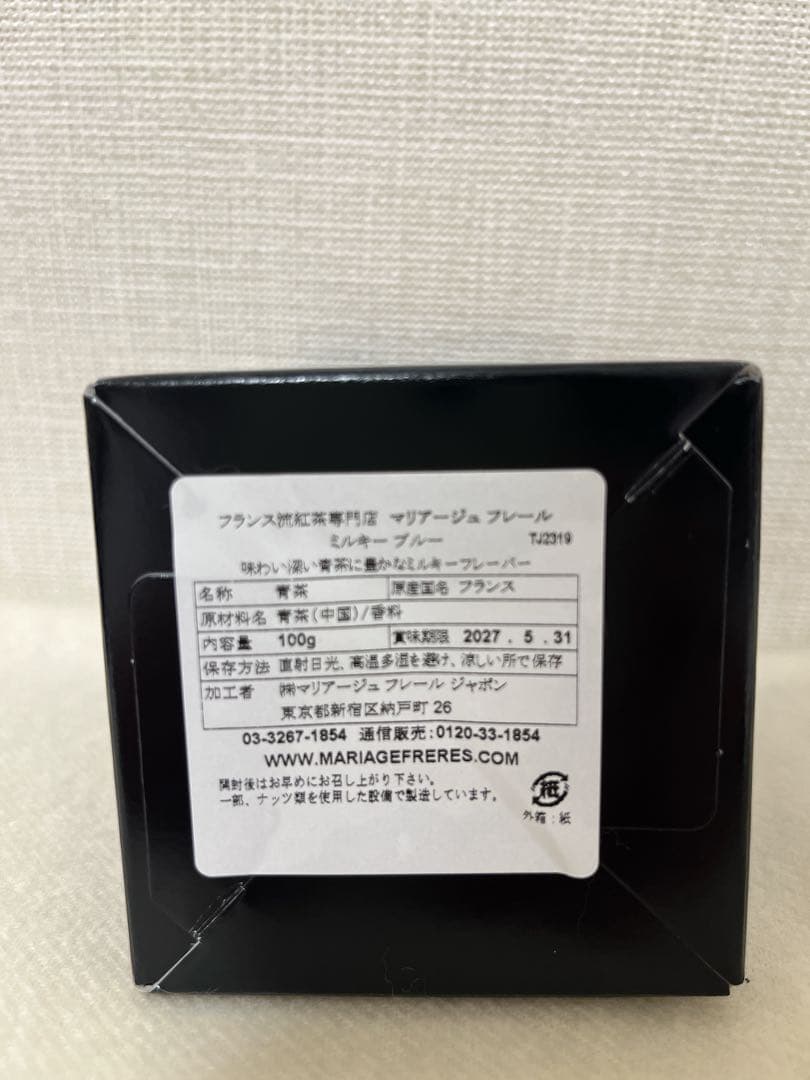 フランス流紅茶専門店 マリアージュ フレール
ミルキー ブルー TJ2319
味わい深い青茶に豊かなミルキーフレーバー
名称 青茶 原産国名 フランス
原材料名 青茶(中国)/香料
内容量 100g 賞味期限 2027 . 5 . 31
保存方法 直射日光、高温多湿を避け、涼しい所で保存
加工者 ㈱マリアージュ フレール ジャポン
東京都新宿区納戸町 26
03-3267-1854 通信販売:0120-33-1854
WWW.MARIAGEFRERES.COM
開封後はお早めにお召し上がり下さい。
一部、ナッツ類を使用した設備で製造しています。
紙
外箱:紙